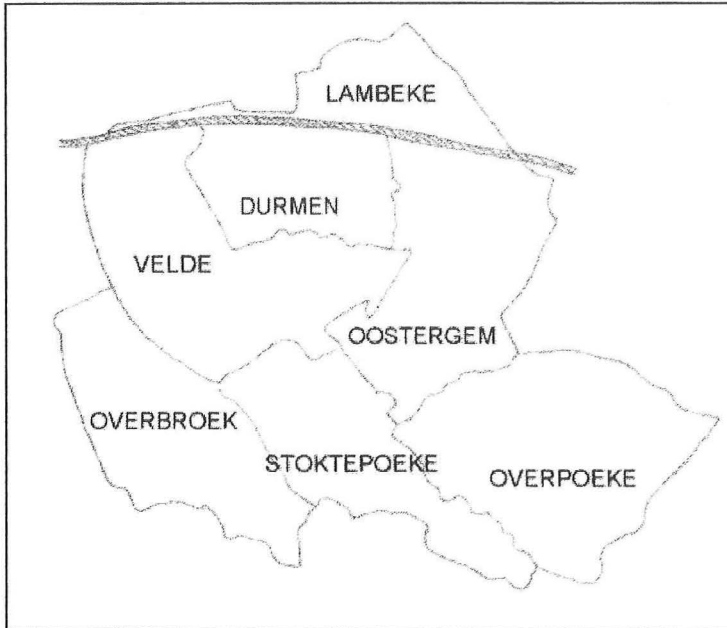 LAMBEKE
DURMEN
VELDE
OOSTERGEM
OVERBROEK
STOKTEPOEKE
OVERPOEKE